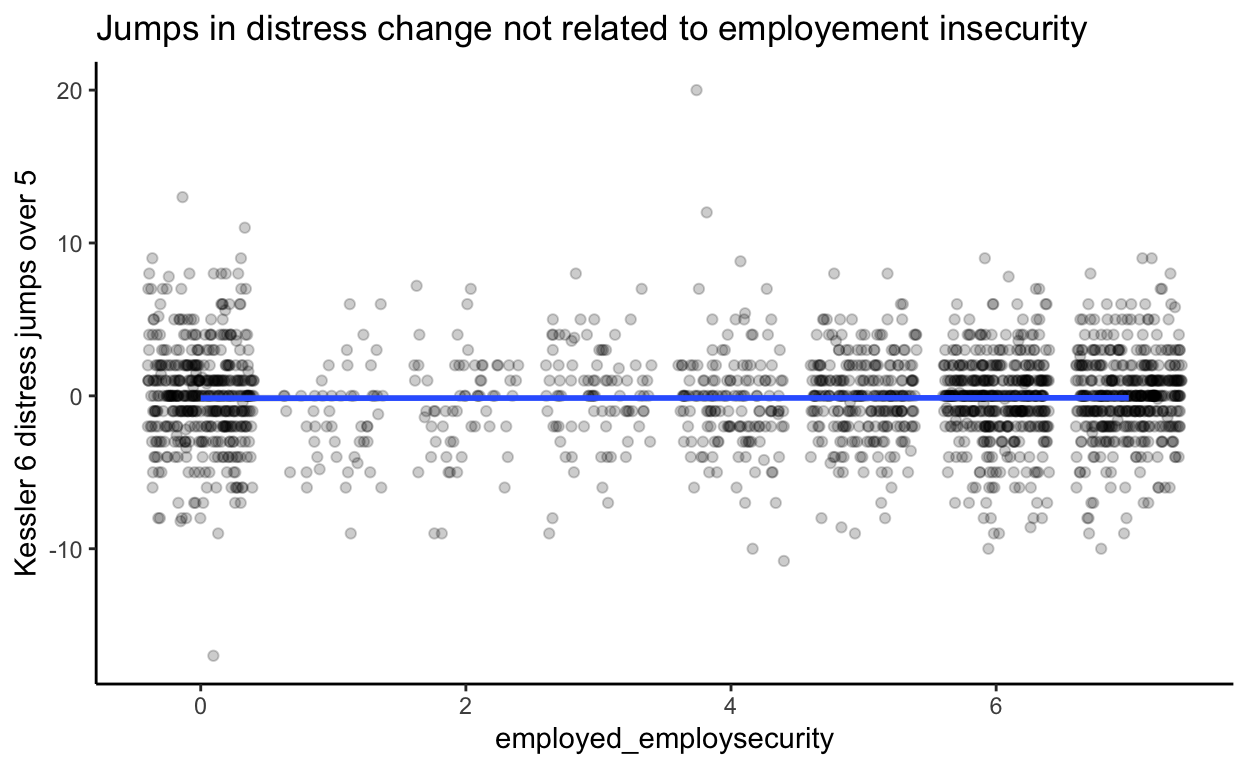 Jumps in distress change not related to employement insecurity
Kessler 6 distress jumps over 5
20
10
0
-10
0
2
4
6
employed_employsecurity